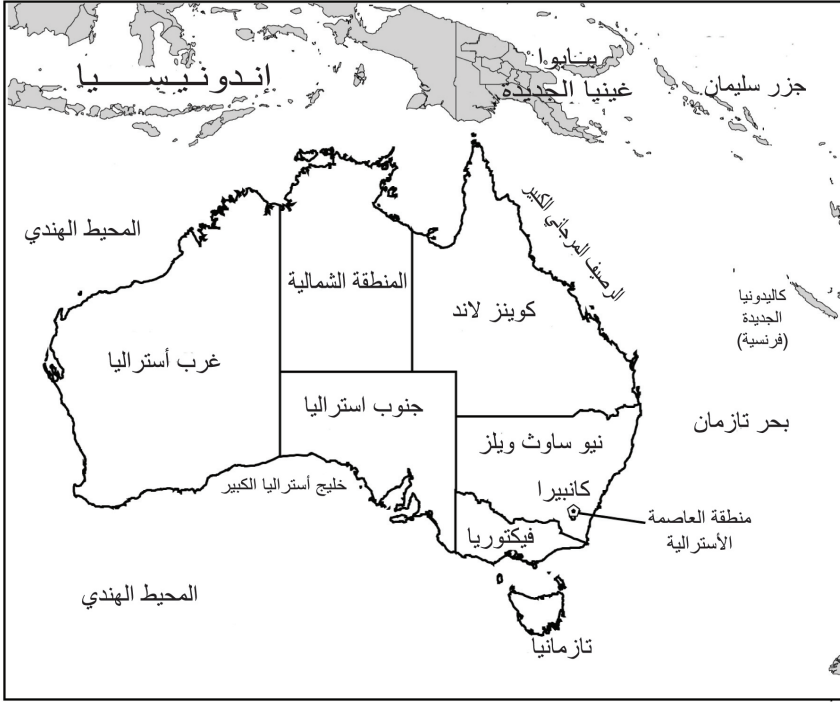 اندونيسيا
بابوا
غينيا الجديدة
جزر سليمان
المحيط الهندي
الرصيف المرجاني الكبير
المنطقة الشمالية
كوينز لاند
كاليدونيا
الجديدة
(فرنسية)
غرب أستراليا
جنوب استراليا
بحر تازمان
نيو ساوث ويلز
خليج أستراليا الكبير
كانبيرا
منطقة العاصمة
الأسترالية
فيكتوريا
المحيط الهندي
تازمانيا